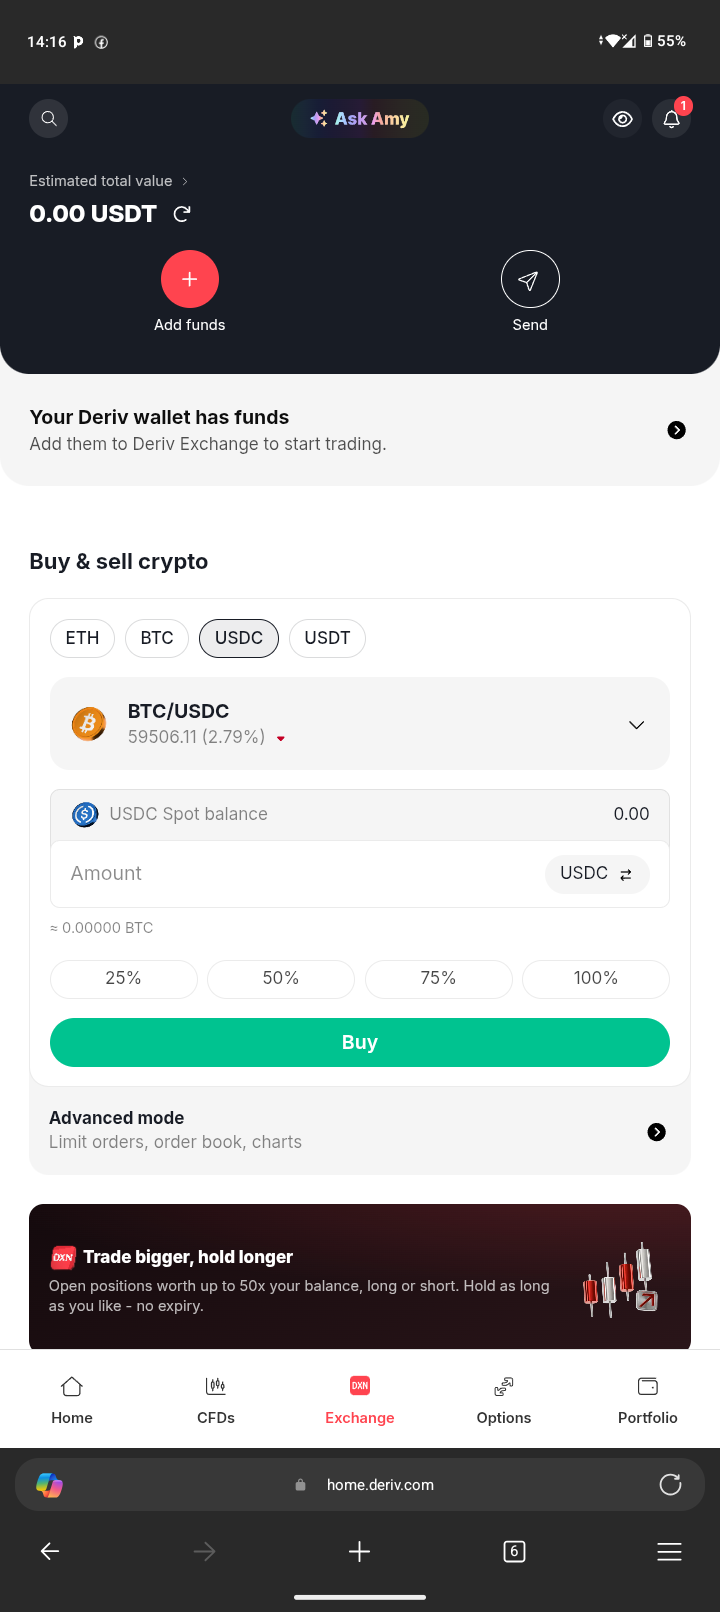 14:16
55%
Ask Amy
1
Estimated total value
0.00 USDT
Add funds
Send
Your Deriv wallet has funds
Add them to Deriv Exchange to start trading.
Buy & sell crypto
ETH
BTC
USDC
USDT
BTC/USDC
59506.11 (2.79%)
USDC Spot balance
0.00
Amount
USDC
≈ 0.00000 BTC
25%
50%
75%
100%
Buy
Advanced mode
Limit orders, order book, charts
DXN Trade bigger, hold longer
Open positions worth up to 50x your balance, long or short. Hold as long
as you like - no expiry.
DXN
Home
CFDs
Exchange
Options
Portfolio
home.deriv.com
6